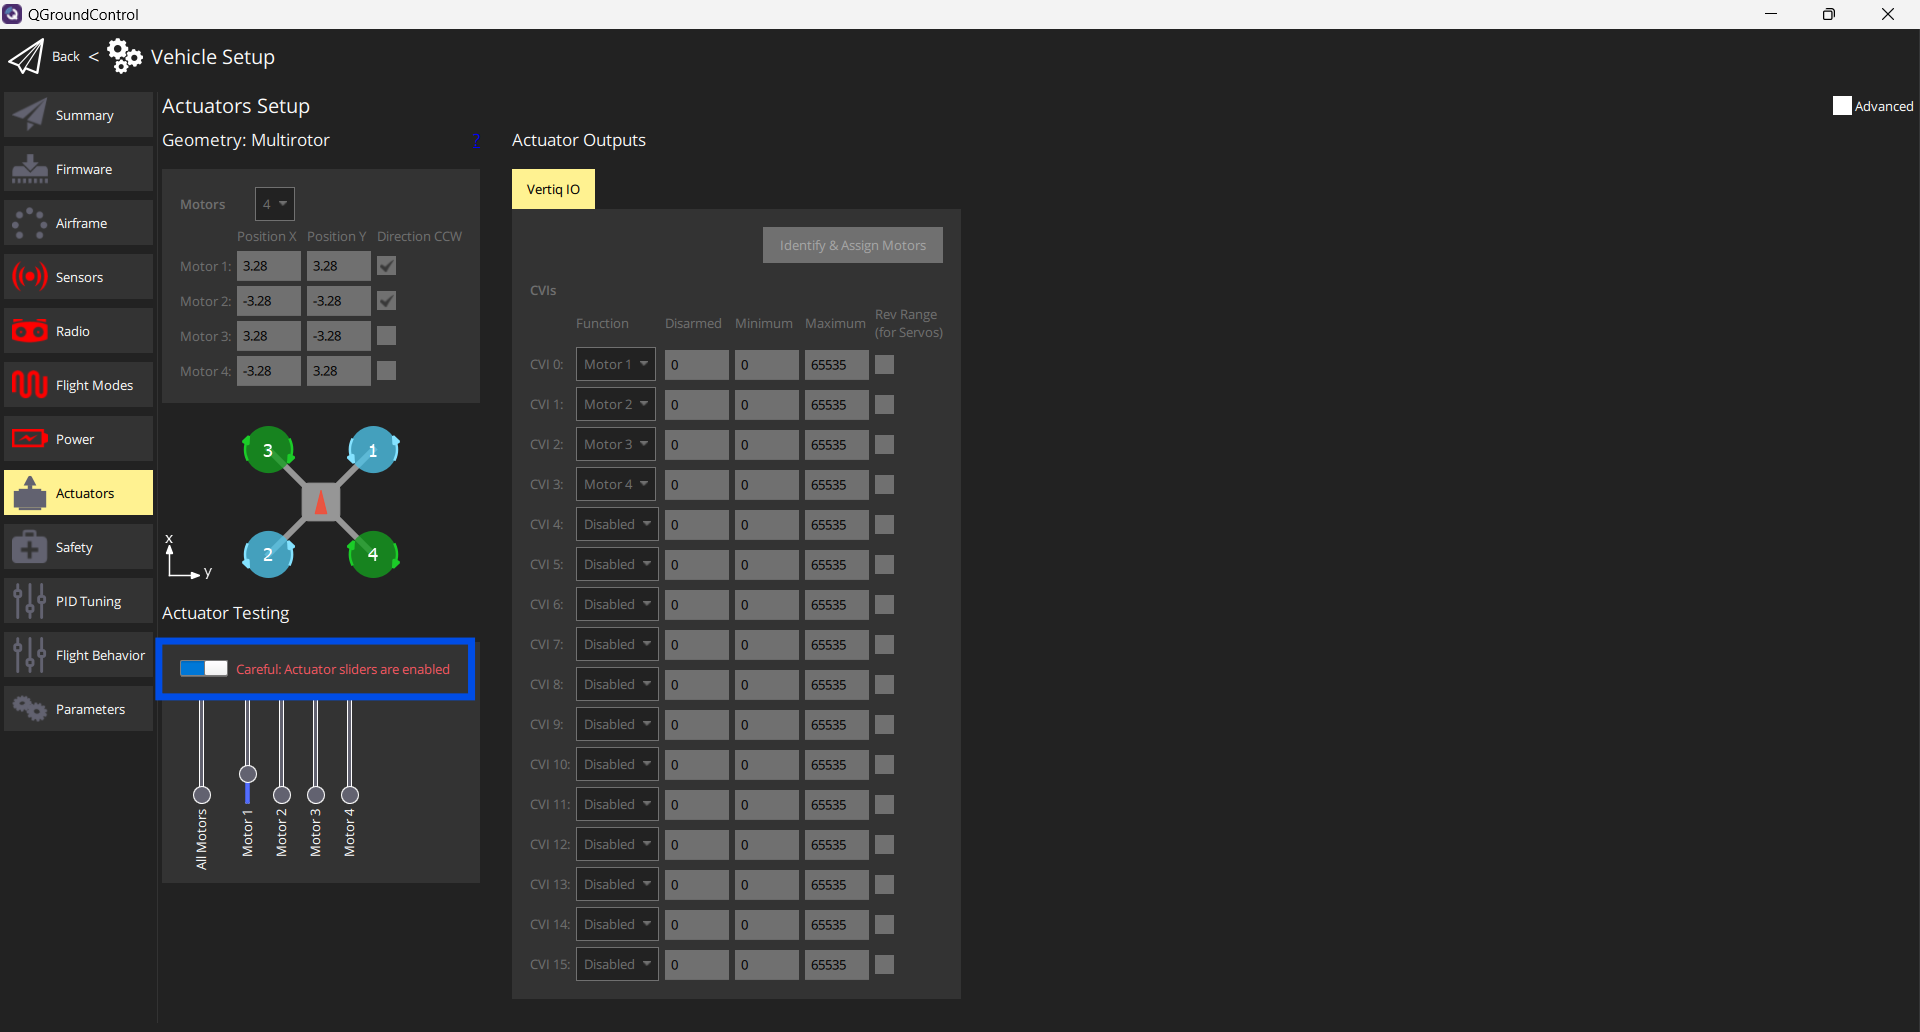 QGroundControl
Back < Vehicle Setup
Summary
Firmware
Airframe
Sensors
Radio
Flight Modes
Power
Actuators
Safety
PID Tuning
Flight Behavior
Parameters
Actuators Setup
Advanced
Geometry: Multirotor ?
Motors 4
Position X Position Y Direction CCW
Motor 1: 3.28 3.28
Motor 2: -3.28 -3.28
Motor 3: 3.28 -3.28
Motor 4: -3.28 3.28
3 1
2 4
x
y
Actuator Testing
Careful: Actuator sliders are enabled
All Motors
Motor 1
Motor 2
Motor 3
Motor 4
Actuator Outputs
Vertiq IO
Identify & Assign Motors
CVIs
Function Disarmed Minimum Maximum Rev Range
(for Servos)
CVI 0: Motor 1 0 0 65535
CVI 1: Motor 2 0 0 65535
CVI 2: Motor 3 0 0 65535
CVI 3: Motor 4 0 0 65535
CVI 4: Disabled 0 0 65535
CVI 5: Disabled 0 0 65535
CVI 6: Disabled 0 0 65535
CVI 7: Disabled 0 0 65535
CVI 8: Disabled 0 0 65535
CVI 9: Disabled 0 0 65535
CVI 10: Disabled 0 0 65535
CVI 11: Disabled 0 0 65535
CVI 12: Disabled 0 0 65535
CVI 13: Disabled 0 0 65535
CVI 14: Disabled 0 0 65535
CVI 15: Disabled 0 0 65535